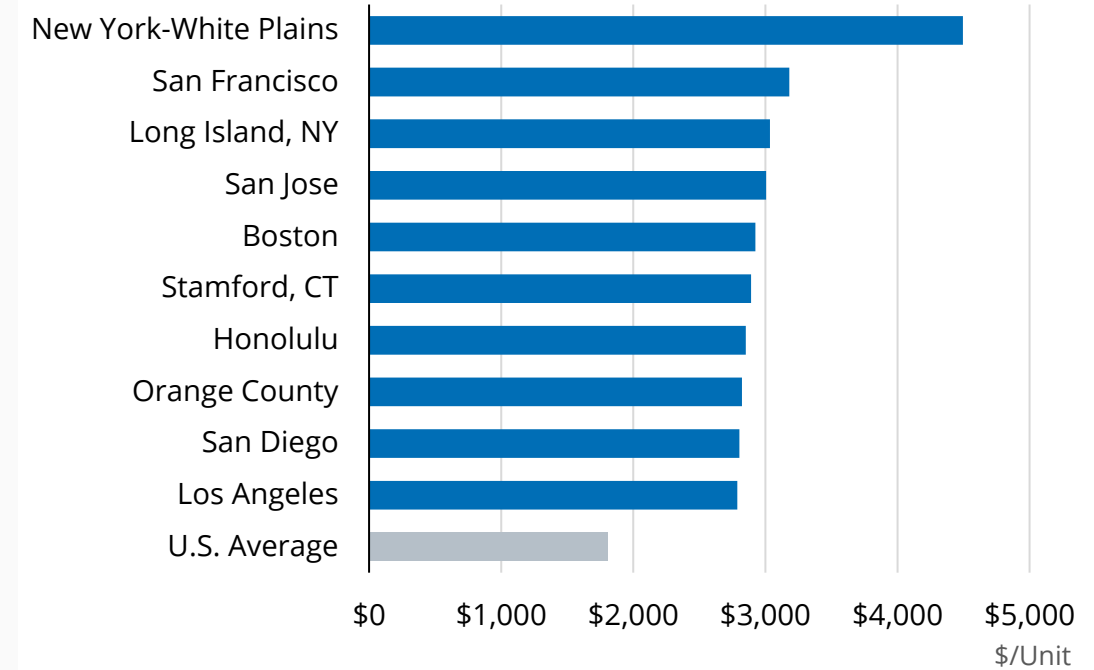 New York-White Plains
San Francisco
Long Island, NY
San Jose
Boston
Stamford, CT
Honolulu
Orange County
San Diego
Los Angeles
U.S. Average
$0 $1,000 $2,000 $3,000 $4,000 $5,000
$/Unit